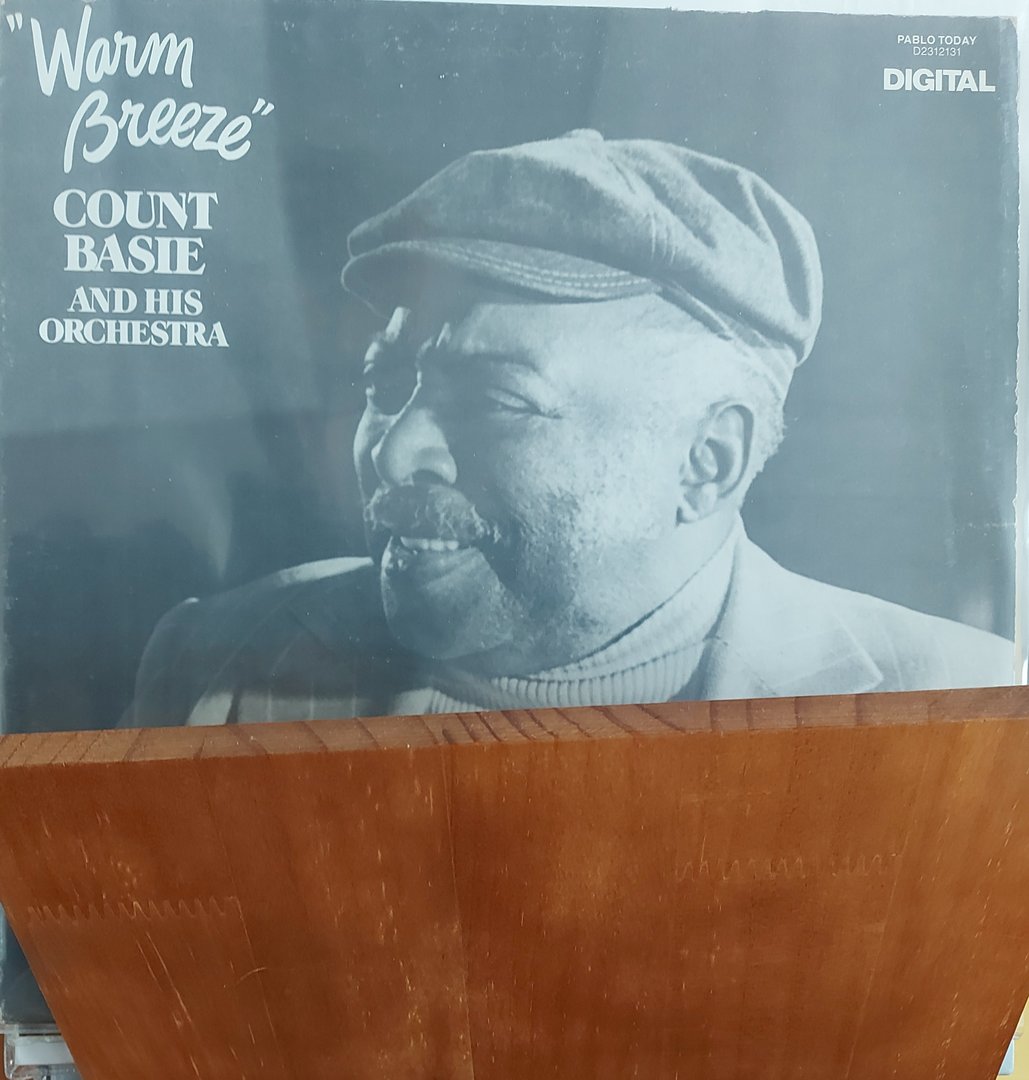 "Warm
Breeze"
COUNT
BASIE
AND HIS
ORCHESTRA
PABLO TODAY
D2312131
DIGITAL